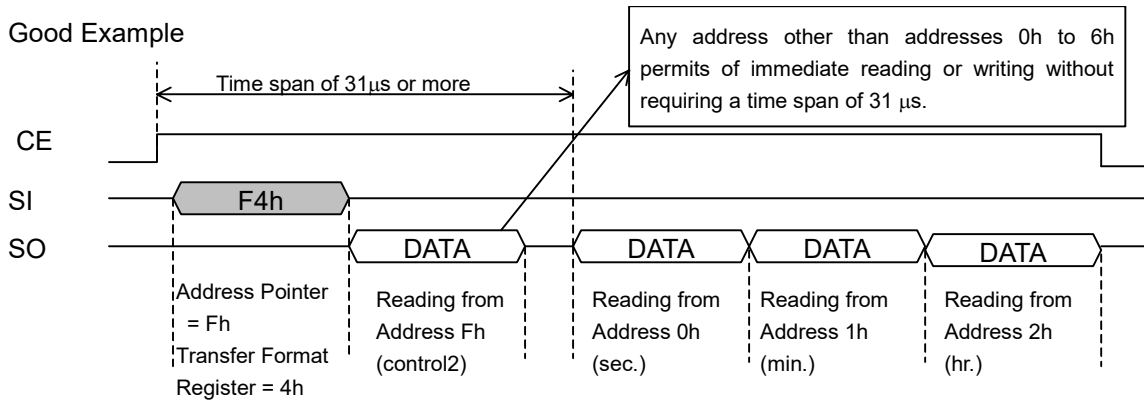 Good Example
Any address other than addresses 0h to 6h
permits of immediate reading or writing without
requiring a time span of 31 μs.
Time span of 31μs or more
CE
SI
F4h
SO
DATA
DATA
DATA
DATA
Address Pointer
= Fh
Transfer Format
Register = 4h
Reading from
Address Fh
(control2)
Reading from
Address 0h
(sec.)
Reading from
Address 1h
(min.)
Reading from
Address 2h
(hr.)